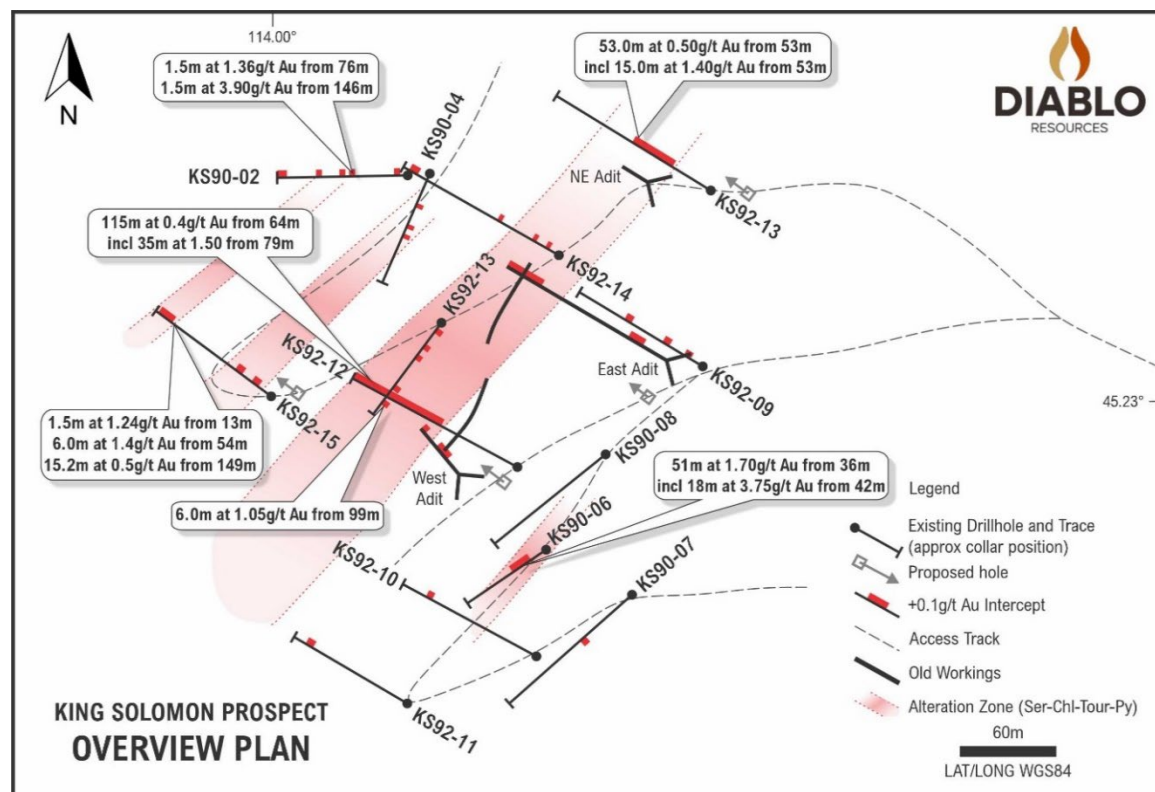 114.00°
1.5m at 1.36g/t Au from 76m
1.5m at 3.90g/t Au from 146m
53.0m at 0.50g/t Au from 53m
incl 15.0m at 1.40g/t Au from 53m
DIABLO
RESOURCES
N
KS90-04
KS90-02
NE Adit
KS92-13
115m at 0.4g/t Au from 64m
incl 35m at 1.50 from 79m
KS92-13
KS92-14
KS92-12
East Adit
KS92-09
45.23°
KS92-15
1.5m at 1.24g/t Au from 13m
6.0m at 1.4g/t Au from 54m
15.2m at 0.5g/t Au from 149m
West
Adit
KS90-08
51m at 1.70g/t Au from 36m
incl 18m at 3.75g/t Au from 42m
6.0m at 1.05g/t Au from 99m
KS90-06
KS92-10
KS90-07
KS92-11
Legend
Existing Drillhole and Trace
(approx collar position)
Proposed hole
+0.1g/t Au Intercept
Access Track
Old Workings
Alteration Zone (Ser-Chl-Tour-Py)
60m
LAT/LONG WGS84
KING SOLOMON PROSPECT
OVERVIEW PLAN